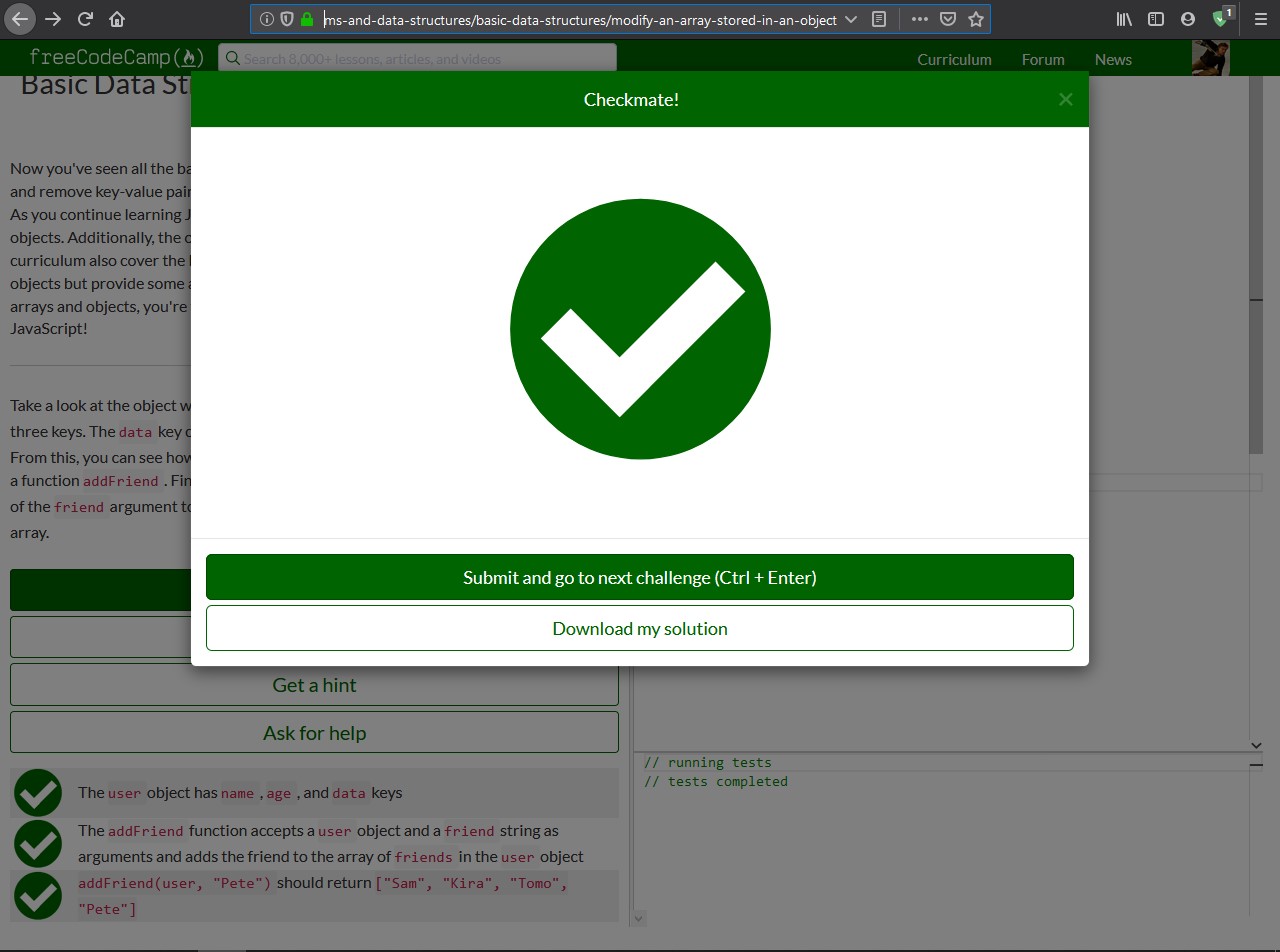 ms-and-data-structures/basic-data-structures/modify-an-array-stored-in-an-object
1
freeCodeCamp
Search 8,000+ lessons, articles, and videos
Curriculum
Forum
News
Basic Data
Checkmate!
×
Now you've seen all the
and remove key-value
As you continue learning
objects. Additionally, the
curriculum also cover the
objects but provide some
arrays and objects, you're
JavaScript!
Take a look at the object
three keys. The data key
From this, you can see how
a function addFriend .
of the friend argument
array.
Submit and go to next challenge (Ctrl + Enter)
Download my solution
Get a hint
Ask for help
The user object has name , age , and data keys
The addFriend function accepts a user object and a friend string as
arguments and adds the friend to the array of friends in the user object
addFriend(user, "Pete") should return ["Sam", "Kira", "Tomo",
"Pete"]
// running tests
// tests completed